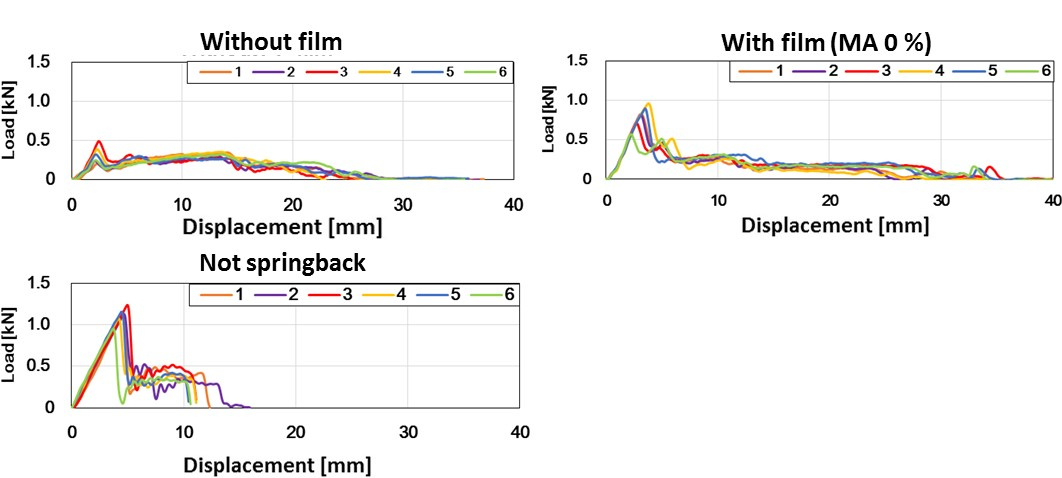 Without film
1 2 3 4 5 6
1.5
1.0
0.5
0
Load [kN]
0 10 20 30 40
Displacement [mm]
With film (MA 0 %)
1 2 3 4 5 6
1.5
1.0
0.5
0
Load [kN]
0 10 20 30 40
Displacement [mm]
Not springback
1 2 3 4 5 6
1.5
1.0
0.5
0
Load [kN]
0 10 20 30 40
Displacement [mm]